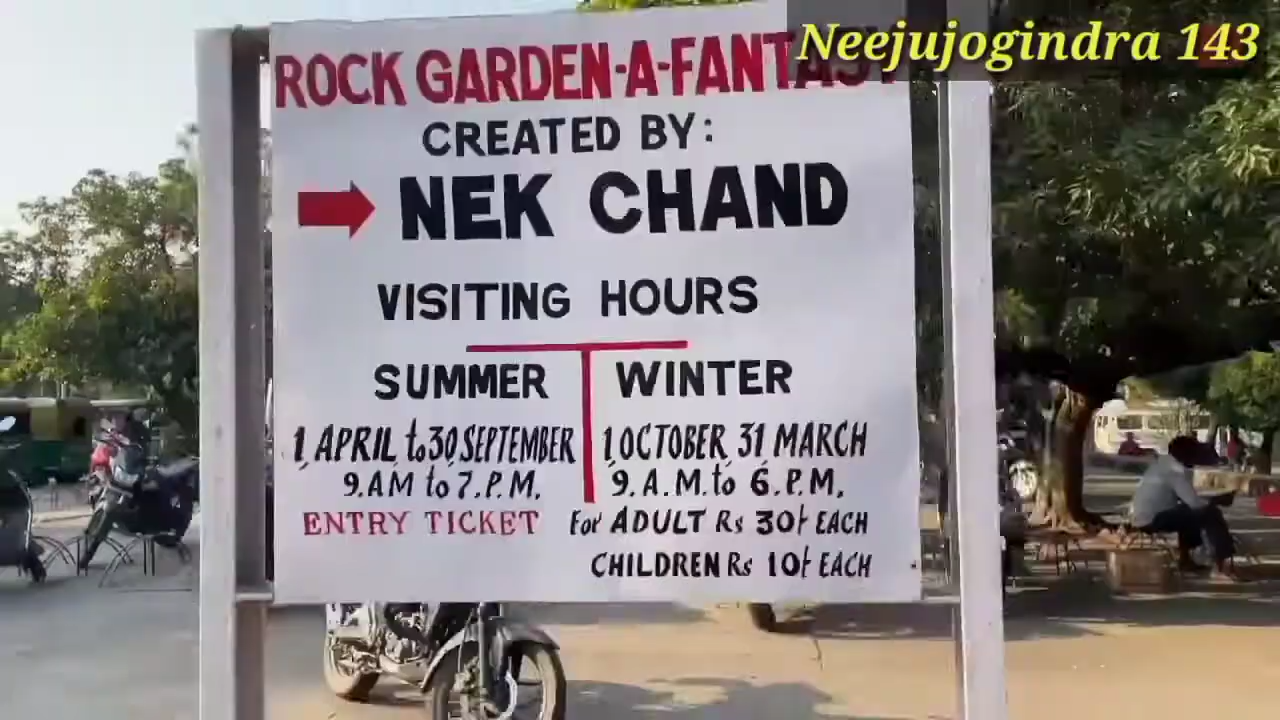 Neejujogindra 143
ROCK GARDEN-A-FANTASY
CREATED BY:
NEK CHAND
VISITING HOURS
SUMMER WINTER
1, APRIL to 30, SEPTEMBER 1, OCTOBER, 31 MARCH
9.AM to 7.P.M. 9.A.M.to 6.P.M.
ENTRY TICKET For ADULT Rs 30/- EACH
CHILDREN Rs 10/- EACH